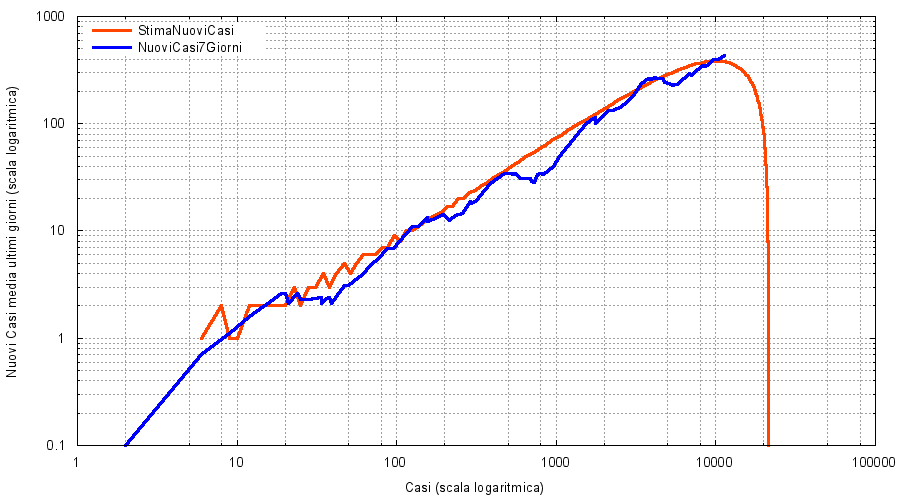 1000
StimaNuoviCasi
NuoviCasi7Giorni
100
10
1
0.1
Nuovi Casi media ultimi giorni (scala logaritmica)
1 10 100 1000 10000 100000
Casi (scala logaritmica)